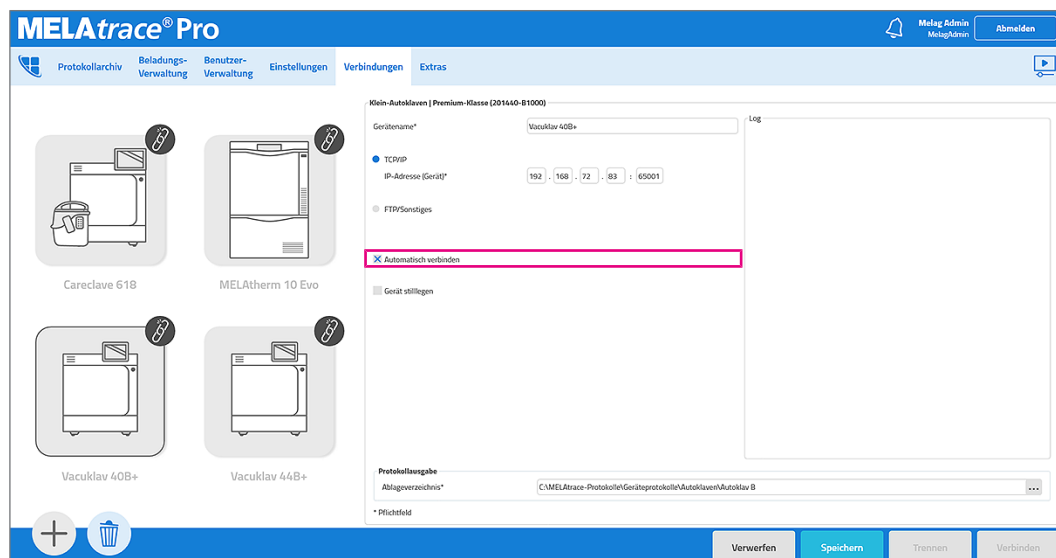 MELAtrace® Pro
Melag Admin
MelagAdmin
Abmelden
Protokollarchiv
Beladungs-
Verwaltung
Benutzer-
Verwaltung
Einstellungen
Verbindungen
Extras
Careclave 618
MELAtherm 10 Evo
Vacuklav 40B+
Vacuklav 44B+
Klein-Autoklaven | Premium-Klasse (201440-B1000)
Gerätename* Vacuklav 40B+
TCP/IP
IP-Adresse (Gerät)* 192 . 168 . 72 . 83 : 65001
FTP/Sonstiges
Automatisch verbinden
Gerät stilllegen
Log
Protokollausgabe
Ablageverzeichnis* C:\MELAtrace-Protokolle\Geräteprotokolle\Autoklaven\Autoklav B ...
* Pflichtfeld
Verwerfen
Speichern
Trennen
Verbinden